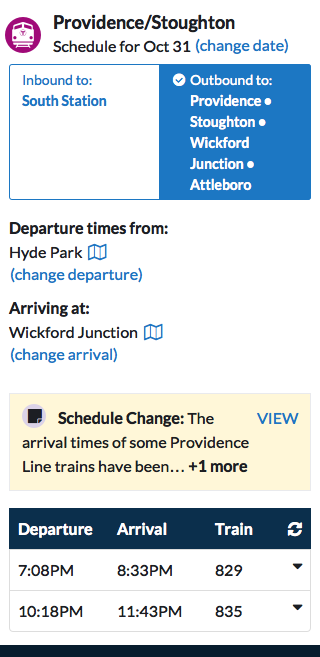 Providence/Stoughton
Schedule for Oct 31 (change date)
Inbound to:
South Station
Outbound to:
Providence •
Stoughton •
Wickford
Junction •
Attleboro
Departure times from:
Hyde Park
(change departure)
Arriving at:
Wickford Junction
(change arrival)
Schedule Change: The VIEW
arrival times of some Providence
Line trains have been… +1 more
Departure Arrival Train
7:08PM 8:33PM 829
10:18PM 11:43PM 835